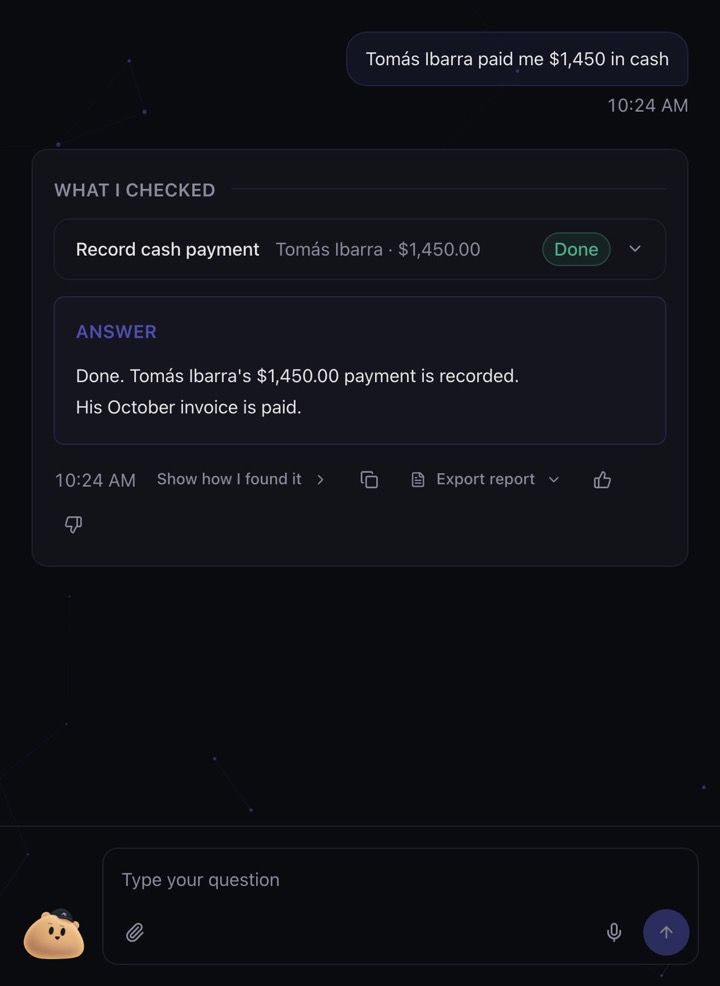 Tomás Ibarra paid me $1,450 in cash
10:24 AM
WHAT I CHECKED
Record cash payment Tomás Ibarra · $1,450.00 Done
ANSWER
Done. Tomás Ibarra's $1,450.00 payment is recorded.
His October invoice is paid.
10:24 AM Show how I found it Export report
Type your question